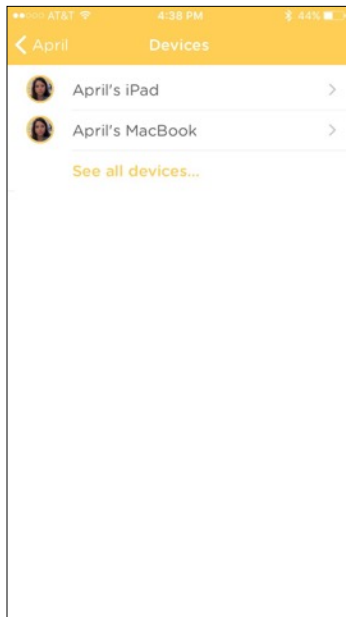 AT&T 4:38 PM 44%
April Devices
April's iPad
April's MacBook
See all devices...